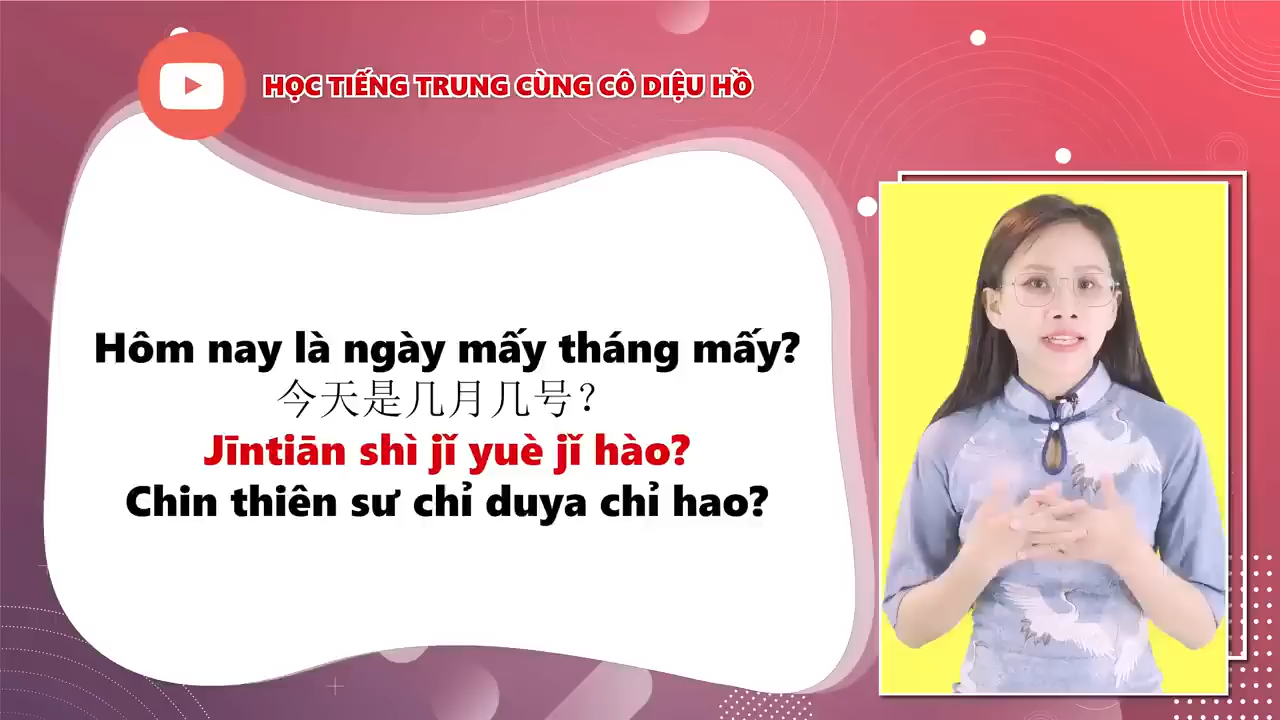 HỌC TIẾNG TRUNG CÙNG CÔ DIỆU HỒ
Hôm nay là ngày mấy tháng mấy?
今天是几月几号？
Jīntiān shì jǐ yuè jǐ hào?
Chin thiên sư chỉ duya chỉ hao?